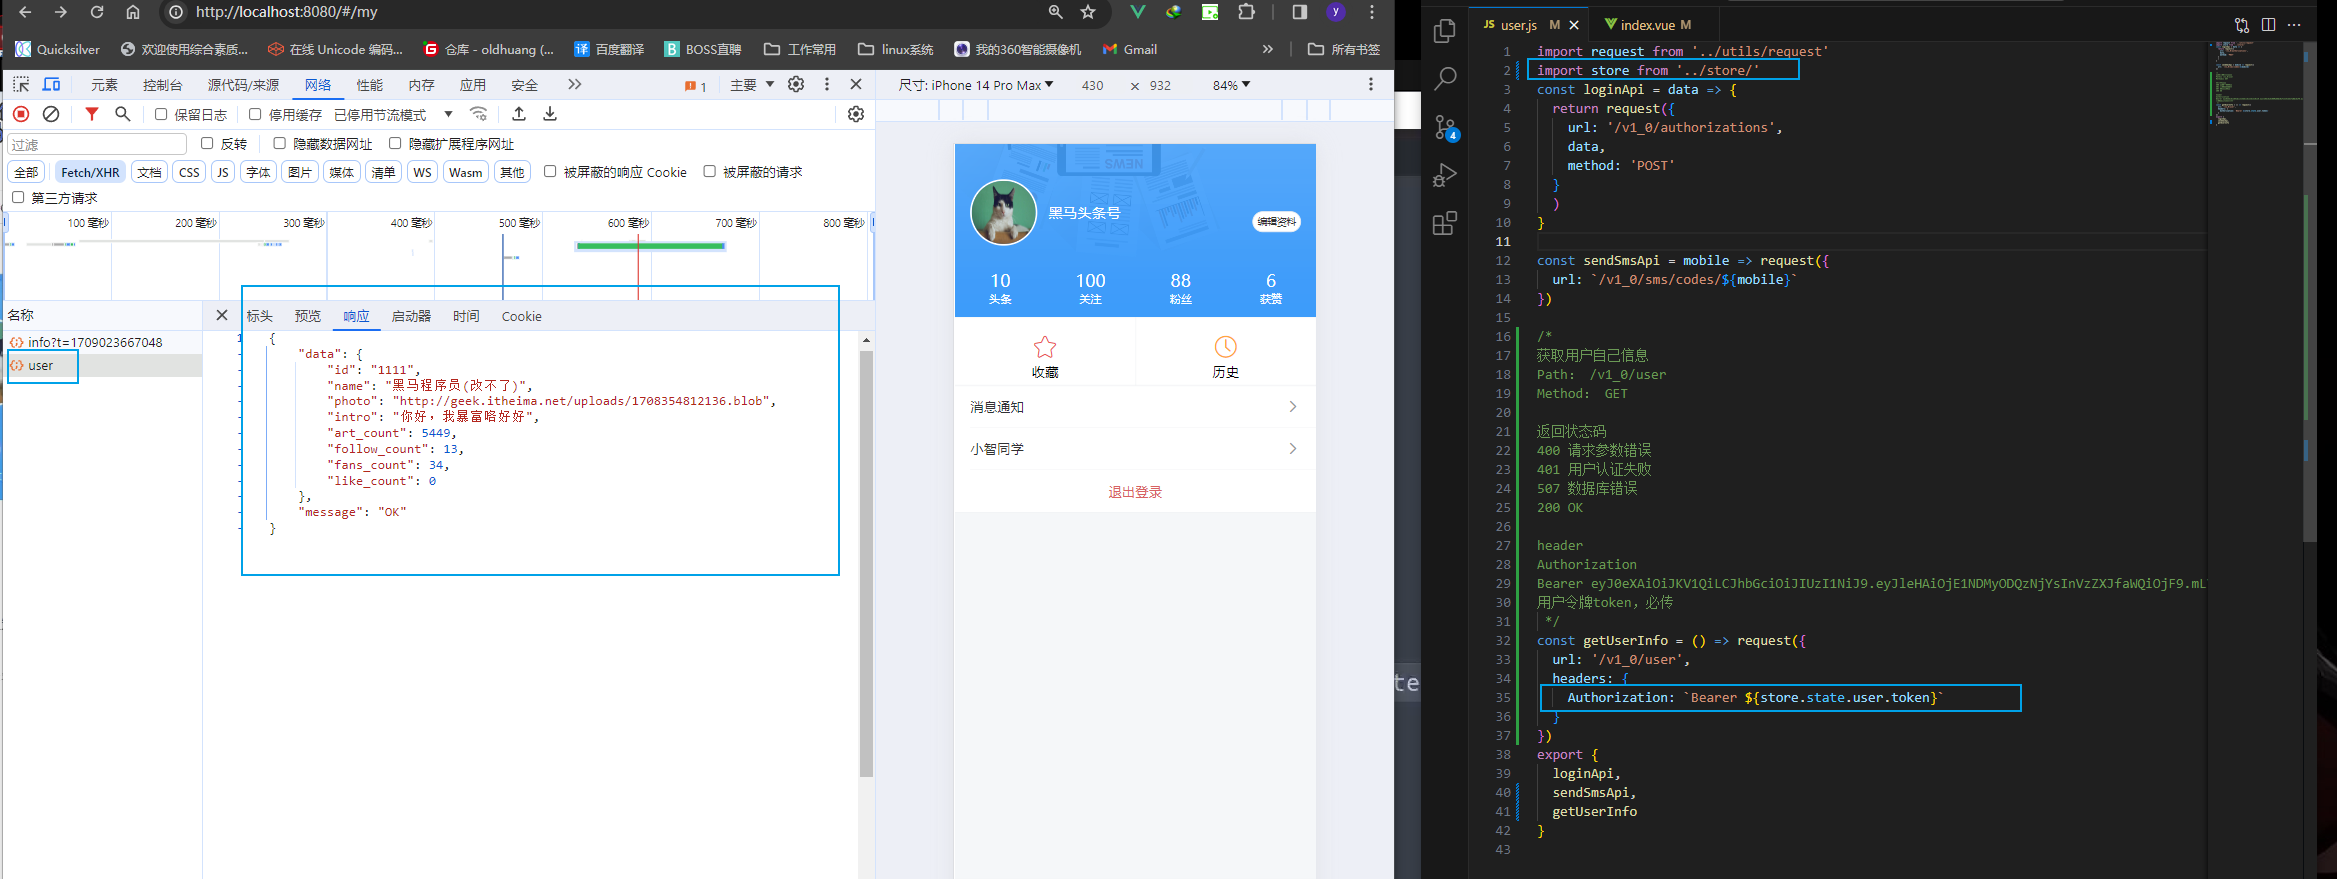 http://localhost:8080/#/my
y
Quicksilver
欢迎使用综合素质...
在线 Unicode 编码...
仓库 - oldhuang (...
百度翻译
BOSS直聘
工作常用
linux系统
我的360智能摄像机
Gmail
所有书签
元素
控制台
源代码/来源
网络
性能
内存
应用
安全
1
主要
保留日志
停用缓存
已停用节流模式
过滤
反转
隐藏数据网址
隐藏扩展程序网址
全部
Fetch/XHR
文档
CSS
JS
字体
图片
媒体
清单
WS
Wasm
其他
被屏蔽的响应 Cookie
被屏蔽的请求
第三方请求
100 毫秒
200 毫秒
300 毫秒
400 毫秒
500 毫秒
600 毫秒
700 毫秒
800 毫秒
名称
info?t=1709023667048
user
标头
预览
响应
启动器
时间
Cookie
1
{
"data": {
"id": "1111",
"name": "黑马程序员(改不了)",
"photo": "http://geek.itheima.net/uploads/1708354812136.blob",
"intro": "你好，我暴富咯好好",
"art_count": 5449,
"follow_count": 13,
"fans_count": 34,
"like_count": 0
},
"message": "OK"
}
尺寸: iPhone 14 Pro Max
430
×
932
84%
NEWS
黑马头条号
编辑资料
10
头条
100
关注
88
粉丝
6
获赞
收藏
历史
消息通知
小智同学
退出登录
te
4
JS user.js M
index.vue M
1 import request from '../utils/request'
2 import store from '../store/'
3 const loginApi = data => {
4 return request({
5 url: '/v1_0/authorizations',
6 data,
7 method: 'POST'
8 }
9 )
10 }
11
12 const sendSmsApi = mobile => request({
13 url: `/v1_0/sms/codes/${mobile}`
14 })
15
16 /*
17 获取用户自己信息
18 Path： /v1_0/user
19 Method： GET
20
21 返回状态码
22 400 请求参数错误
23 401 用户认证失败
24 507 数据库错误
25 200 OK
26
27 header
28 Authorization
29 Bearer eyJ0eXAiOiJKV1QiLCJhbGciOiJIUzI1NiJ9.eyJleHAiOjE1NDMyODQzNjYsInVzZXJfaWQiOjF9.mL
30 用户令牌token，必传
31 */
32 const getUserInfo = () => request({
33 url: '/v1_0/user',
34 headers: {
35 Authorization: `Bearer ${store.state.user.token}`
36 }
37 })
38 export {
39 loginApi,
40 sendSmsApi,
41 getUserInfo
42 }
43